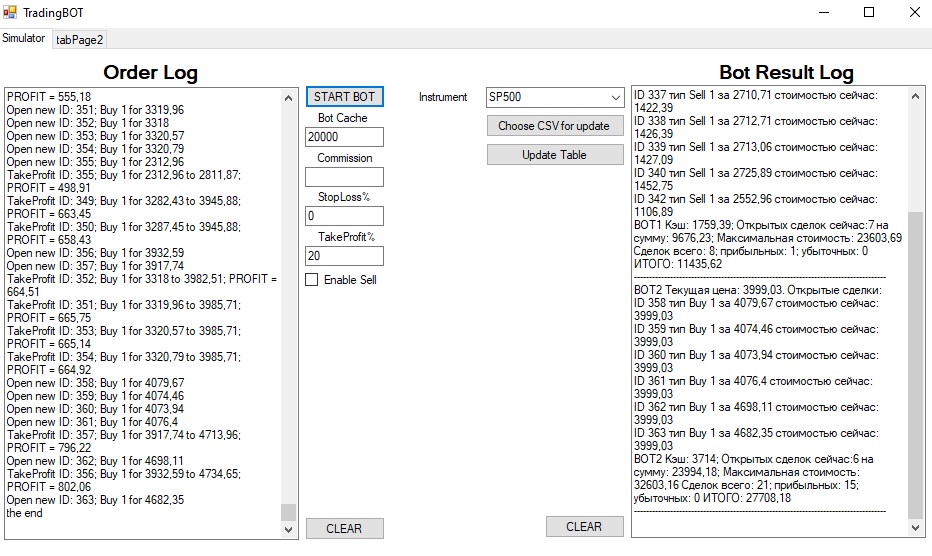 TradingBOT
Simulator
tabPage2
Order Log
PROFIT = 555,18
Open new ID: 351; Buy 1 for 3319,96
Open new ID: 352; Buy 1 for 3318
Open new ID: 353; Buy 1 for 3320,57
Open new ID: 354; Buy 1 for 3320,79
Open new ID: 355; Buy 1 for 2312,96
TakeProfit ID: 355; Buy 1 for 2312,96 to 2811,87;
PROFIT = 498,91
TakeProfit ID: 349; Buy 1 for 3282,43 to 3945,88;
PROFIT = 663,45
TakeProfit ID: 350; Buy 1 for 3287,45 to 3945,88;
PROFIT = 658,43
Open new ID: 356; Buy 1 for 3932,59
Open new ID: 357; Buy 1 for 3917,74
TakeProfit ID: 352; Buy 1 for 3318 to 3982,51; PROFIT =
664,51
TakeProfit ID: 351; Buy 1 for 3319,96 to 3985,71;
PROFIT = 665,75
TakeProfit ID: 353; Buy 1 for 3320,57 to 3985,71;
PROFIT = 665,14
TakeProfit ID: 354; Buy 1 for 3320,79 to 3985,71;
PROFIT = 664,92
Open new ID: 358; Buy 1 for 4079,67
Open new ID: 359; Buy 1 for 4074,46
Open new ID: 360; Buy 1 for 4073,94
Open new ID: 361; Buy 1 for 4076,4
TakeProfit ID: 357; Buy 1 for 3917,74 to 4713,96;
PROFIT = 796,22
Open new ID: 362; Buy 1 for 4698,11
TakeProfit ID: 356; Buy 1 for 3932,59 to 4734,65;
PROFIT = 802,06
Open new ID: 363; Buy 1 for 4682,35
the end
START BOT
Bot Cache
20000
Commission
StopLoss%
0
TakeProfit%
20
Enable Sell
CLEAR
Instrument
SP500
Choose CSV for update
Update Table
CLEAR
Bot Result Log
ID 337 тип Sell 1 за 2710,71 стоимостью сейчас:
1422,39
ID 338 тип Sell 1 за 2712,71 стоимостью сейчас:
1426,39
ID 339 тип Sell 1 за 2713,06 стоимостью сейчас:
1427,09
ID 340 тип Sell 1 за 2725,89 стоимостью сейчас:
1452,75
ID 342 тип Sell 1 за 2552,96 стоимостью сейчас:
1106,89
BOT1 Кэш: 1759,39; Открытых сделок сейчас:7 на
сумму: 9676,23; Максимальная стоимость: 23603,69
Сделок всего: 8; прибыльных: 1; убыточных: 0
ИТОГО: 11435,62
--------------------------------------------------------------
BOT2 Текущая цена: 3999,03. Открытые сделки:
ID 358 тип Buy 1 за 4079,67 стоимостью сейчас:
3999,03
ID 359 тип Buy 1 за 4074,46 стоимостью сейчас:
3999,03
ID 360 тип Buy 1 за 4073,94 стоимостью сейчас:
3999,03
ID 361 тип Buy 1 за 4076,4 стоимостью сейчас:
3999,03
ID 362 тип Buy 1 за 4698,11 стоимостью сейчас:
3999,03
ID 363 тип Buy 1 за 4682,35 стоимостью сейчас:
3999,03
BOT2 Кэш: 3714; Открытых сделок сейчас:6 на
сумму: 23994,18; Максимальная стоимость:
32603,16 Сделок всего: 21; прибыльных: 15;
убыточных: 0 ИТОГО: 27708,18
--------------------------------------------------------------